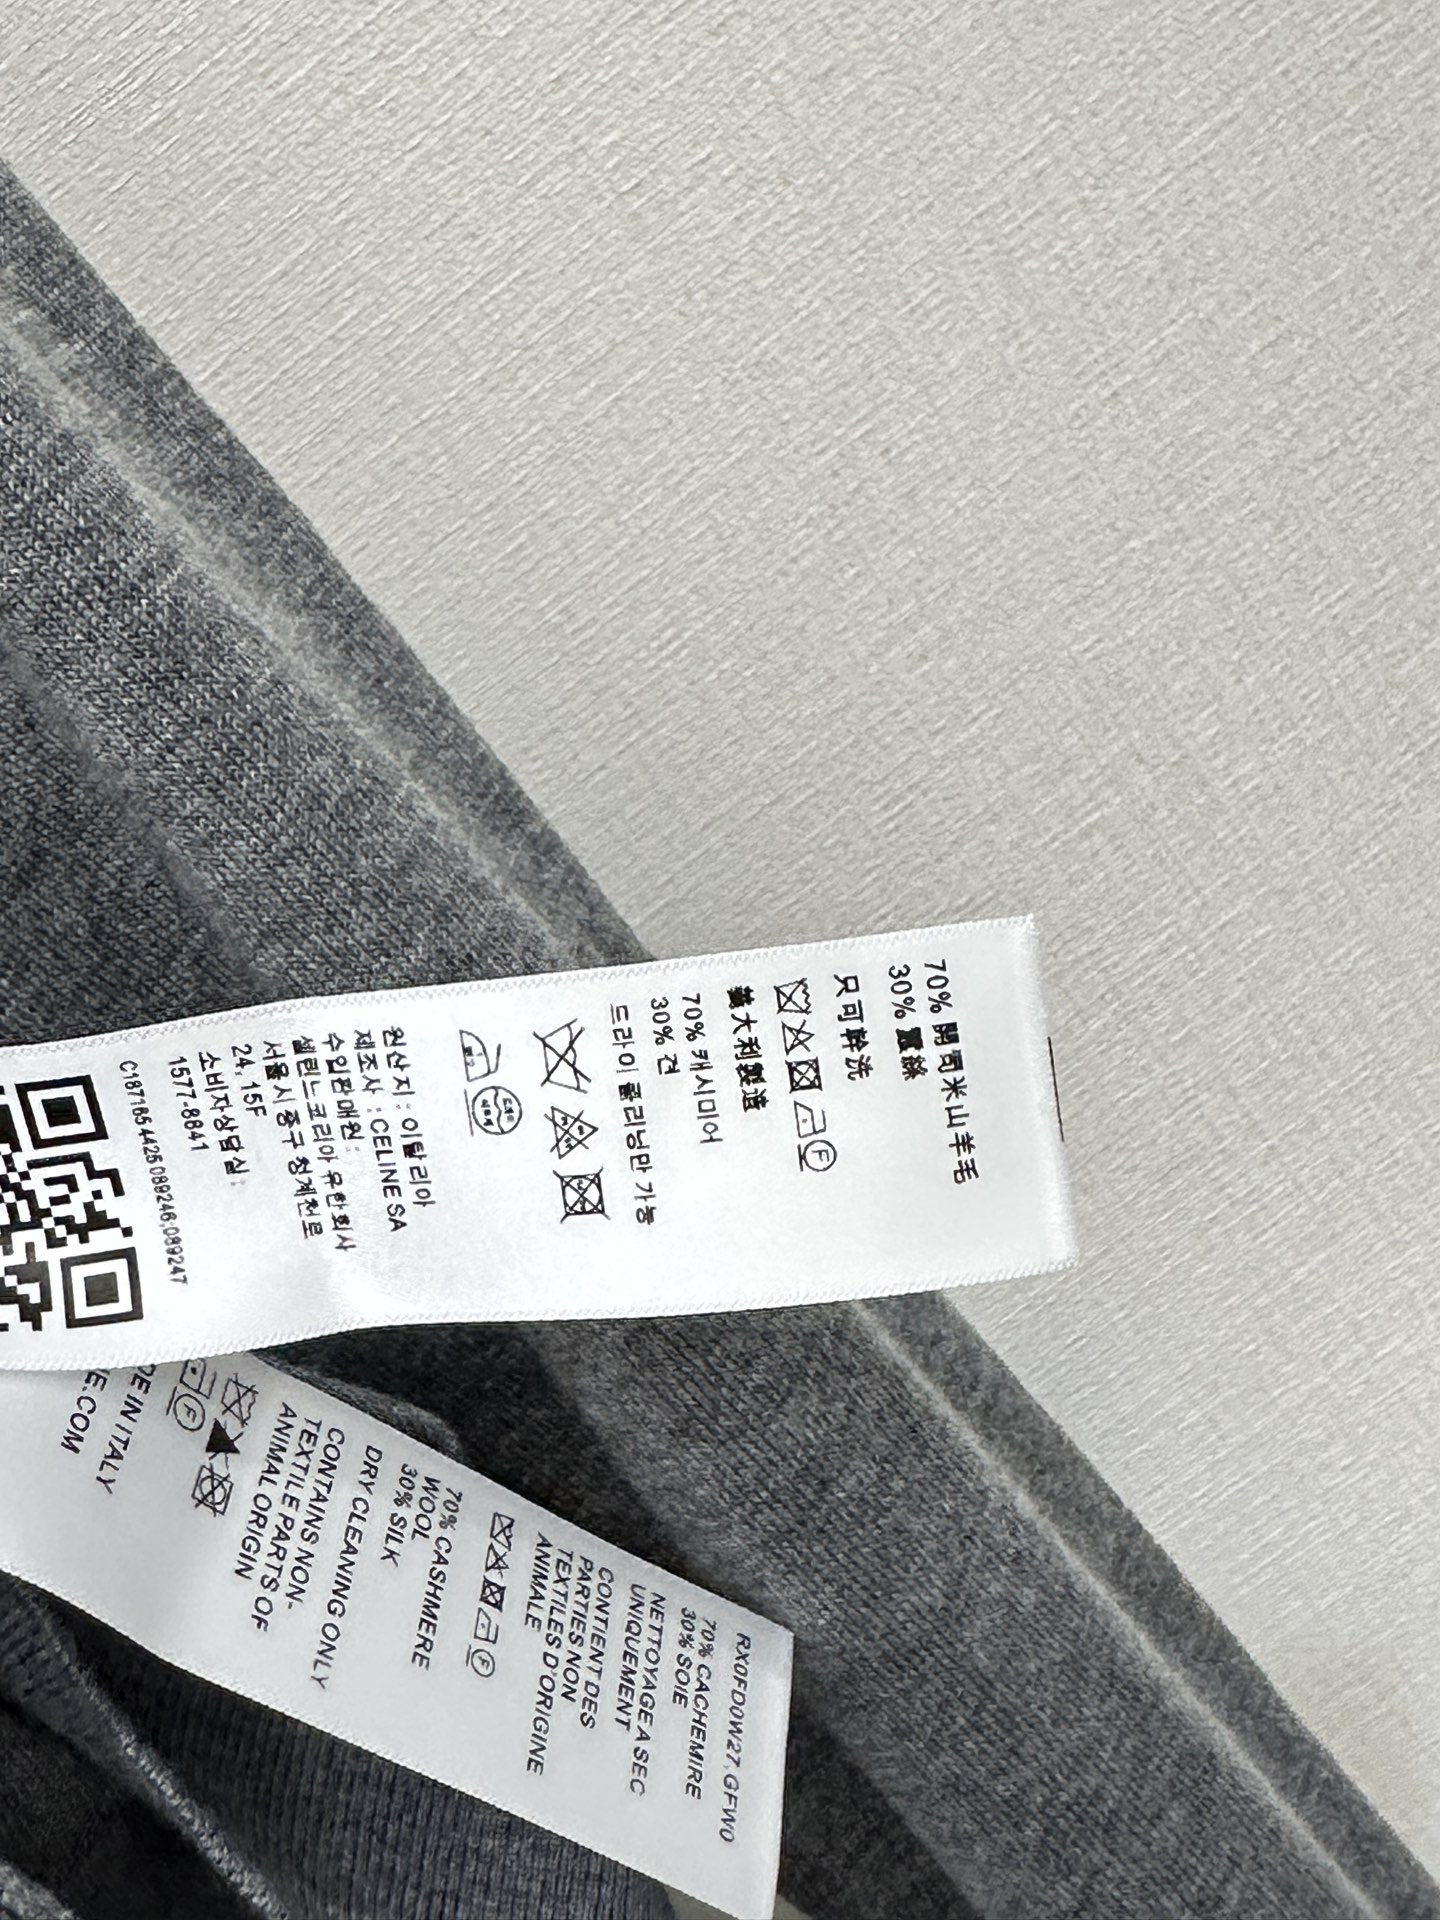 70% 開司米山羊毛
30% 蠶絲
只可幹洗
F
義大利製造
70% 캐시미어
30% 견
드라이 클리닝만 가능
원산지: 이탈리아
제조사 : CELINE SA
수입판매원:
셀린느코리아 유한회사
서울시 중구 청계천로
24, 15F
소비자상담실 :
1577-8841
C187185 4425 089246;089247
RX0FD0W27, GFW0
70% CACHEMIRE
30% SOIE
NETTOYAGE A SEC
UNIQUEMENT
CONTIENT DES
PARTIES NON
TEXTILES D'ORIGINE
ANIMALE
F
70% CASHMERE
WOOL
30% SILK
DRY CLEANING ONLY
CONTAINS NON-
TEXTILE PARTS OF
ANIMAL ORIGIN
F
DE IN ITALY
E.COM